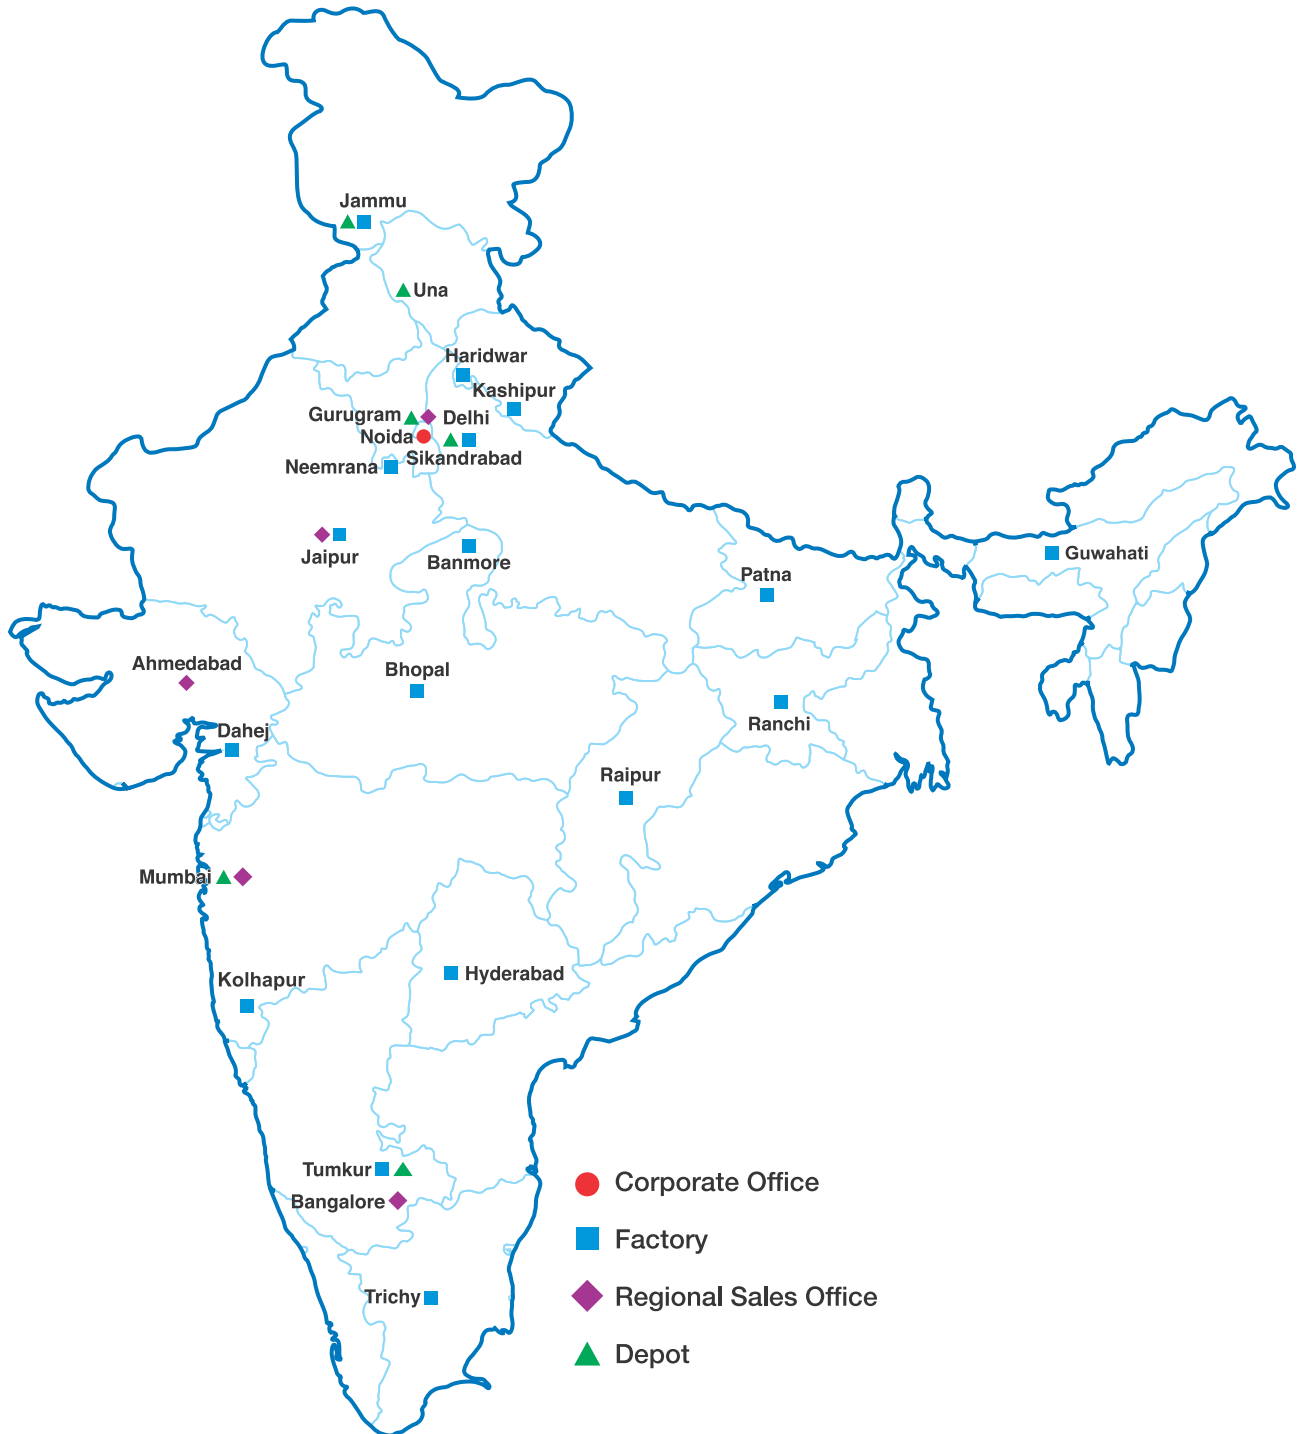 Jammu
Una
Haridwar
Kashipur
Gurugram
Delhi
Noida
Sikandrabad
Neemrana
Jaipur
Banmore
Guwahati
Patna
Ahmedabad
Bhopal
Ranchi
Dahej
Raipur
Mumbai
Hyderabad
Kolhapur
Tumkur
Bangalore
Trichy
Corporate Office
Factory
Regional Sales Office
Depot